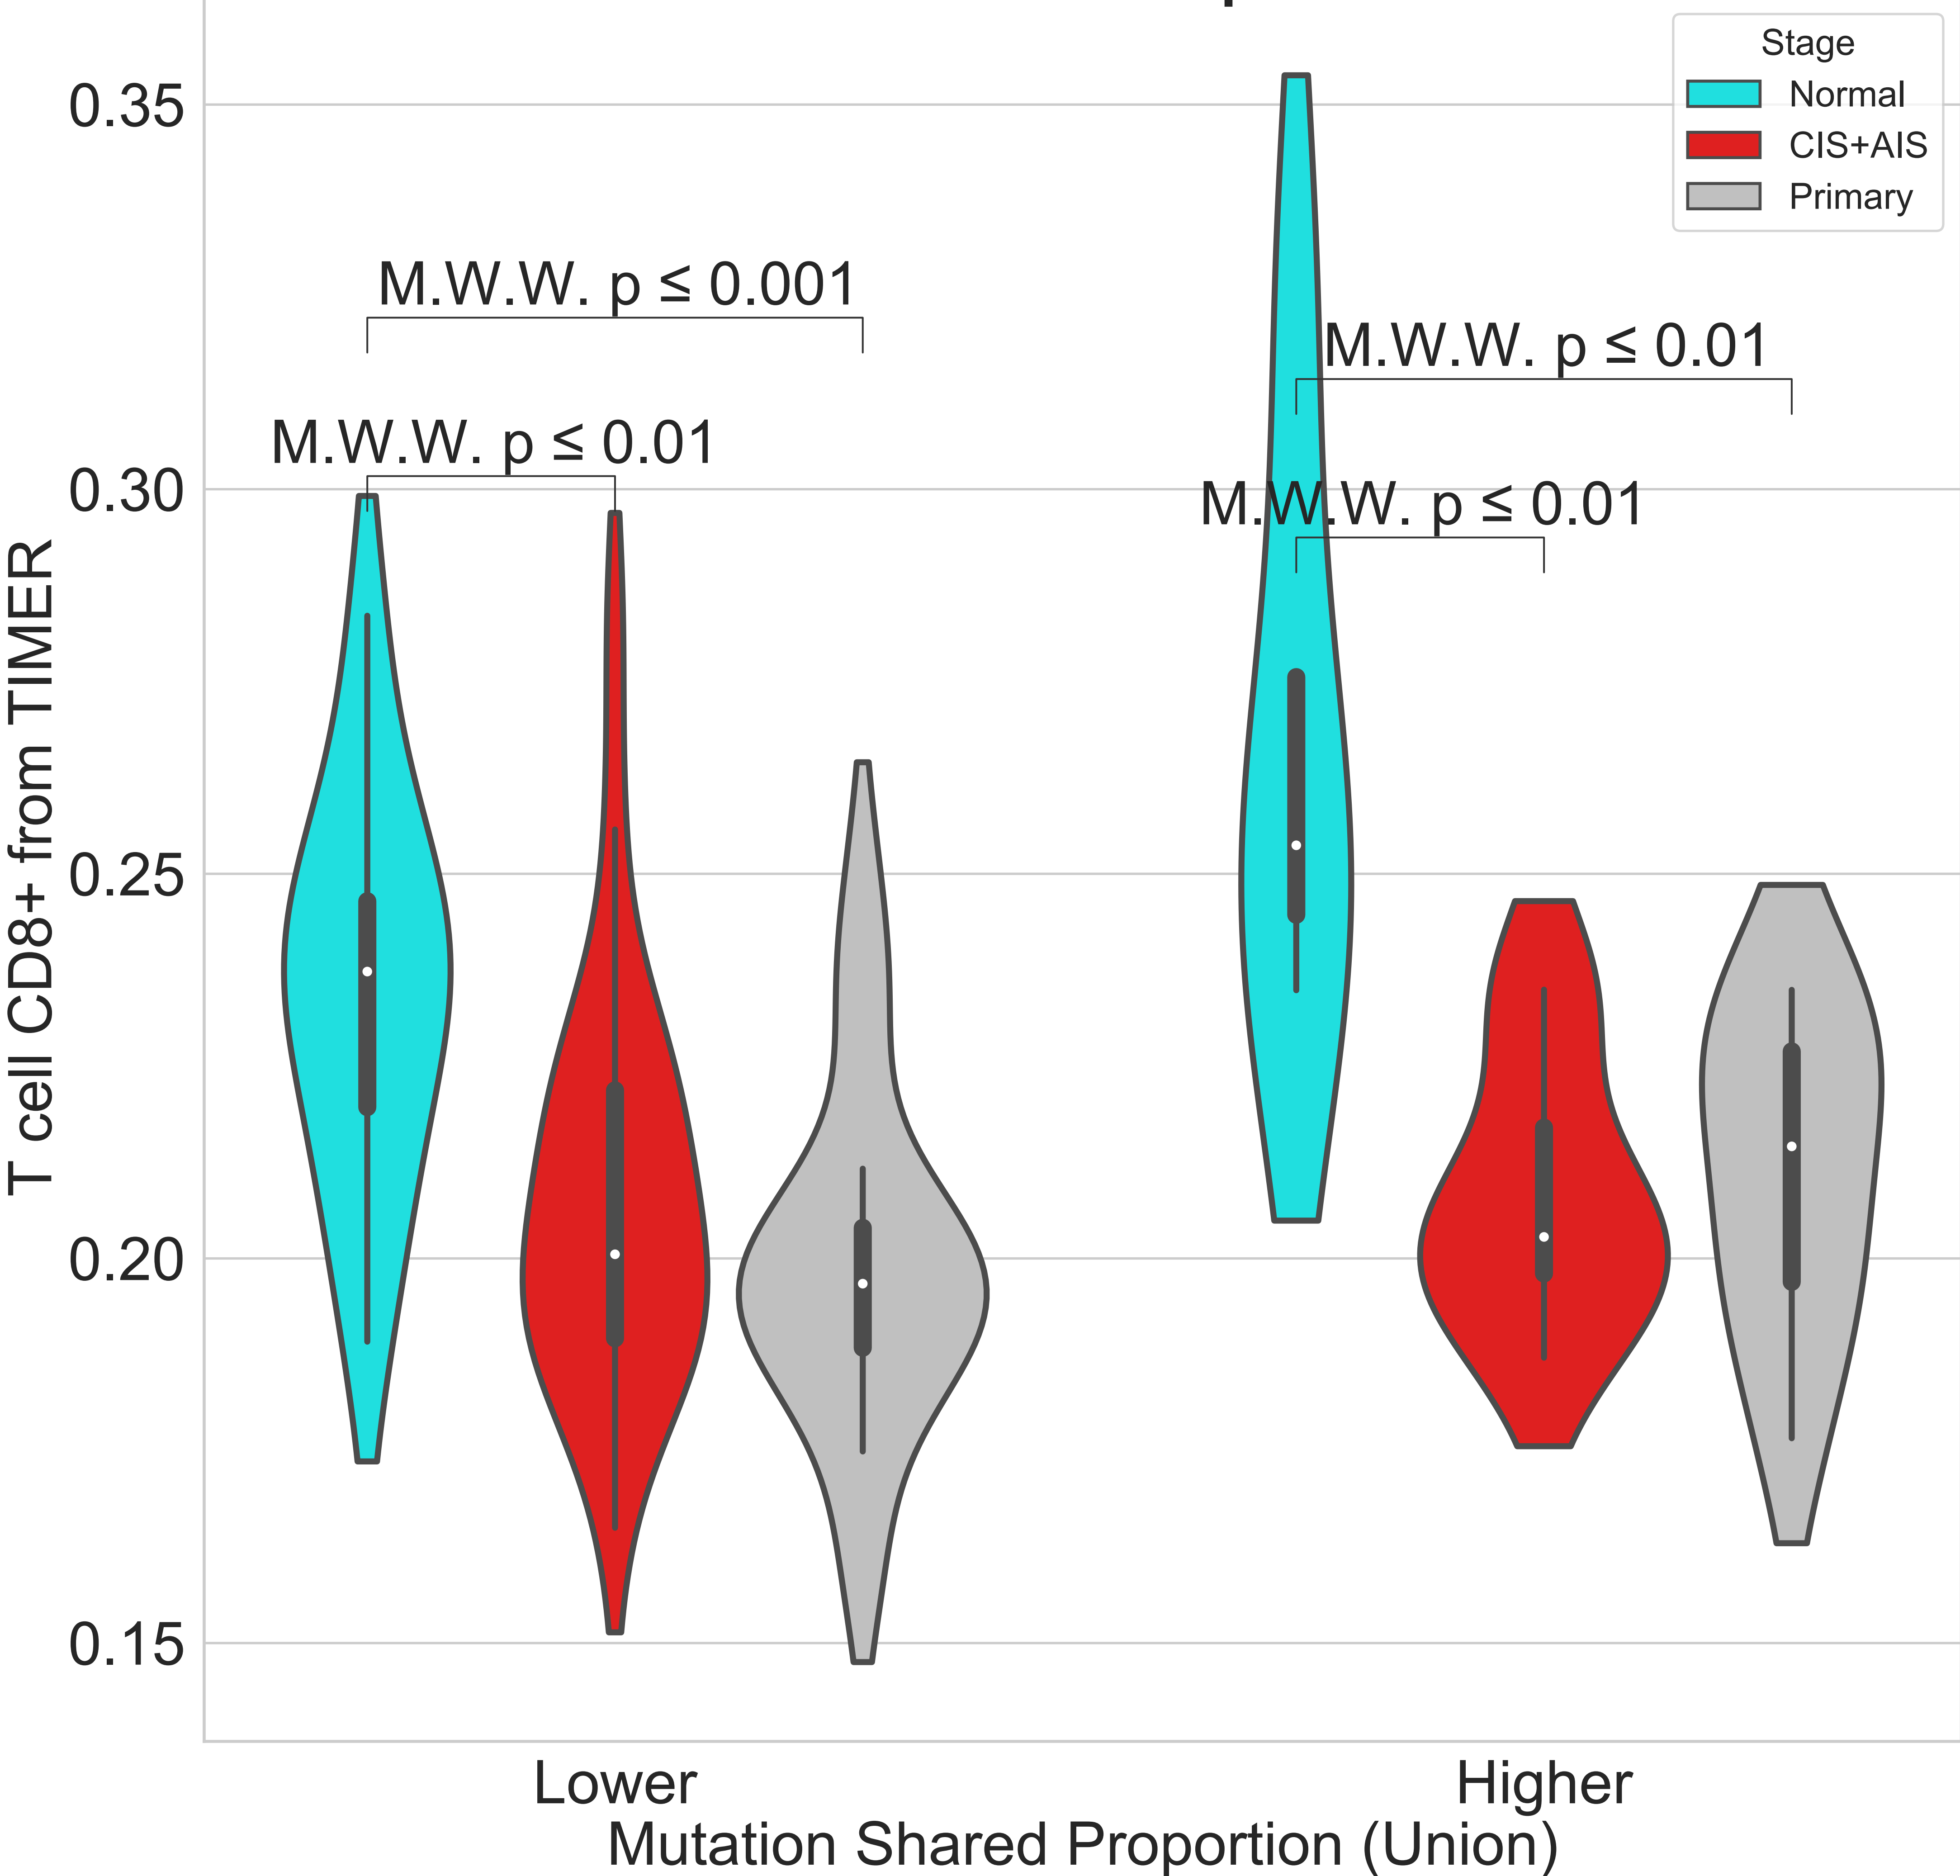 Stage
Normal
CIS+AIS
Primary
0.35
0.30
0.25
0.20
0.15
T cell CD8+ from TIMER
M.W.W. p ≤ 0.001
M.W.W. p ≤ 0.01
M.W.W. p ≤ 0.01
M.W.W. p ≤ 0.01
Lower
Higher
Mutation Shared Proportion (Union)